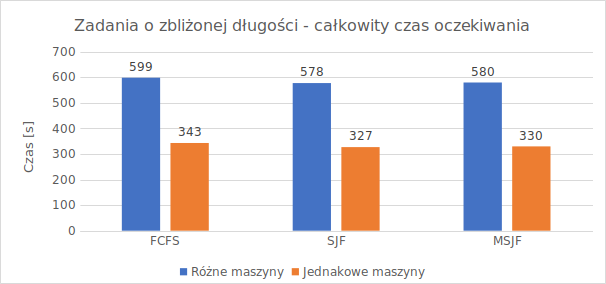 Zadania o zbliżonej długości - całkowity czas oczekiwania
Czas [s]
700
600
500
400
300
200
100
0
599
343
578
327
580
330
FCFS
SJF
MSJF
Różne maszyny
Jednakowe maszyny